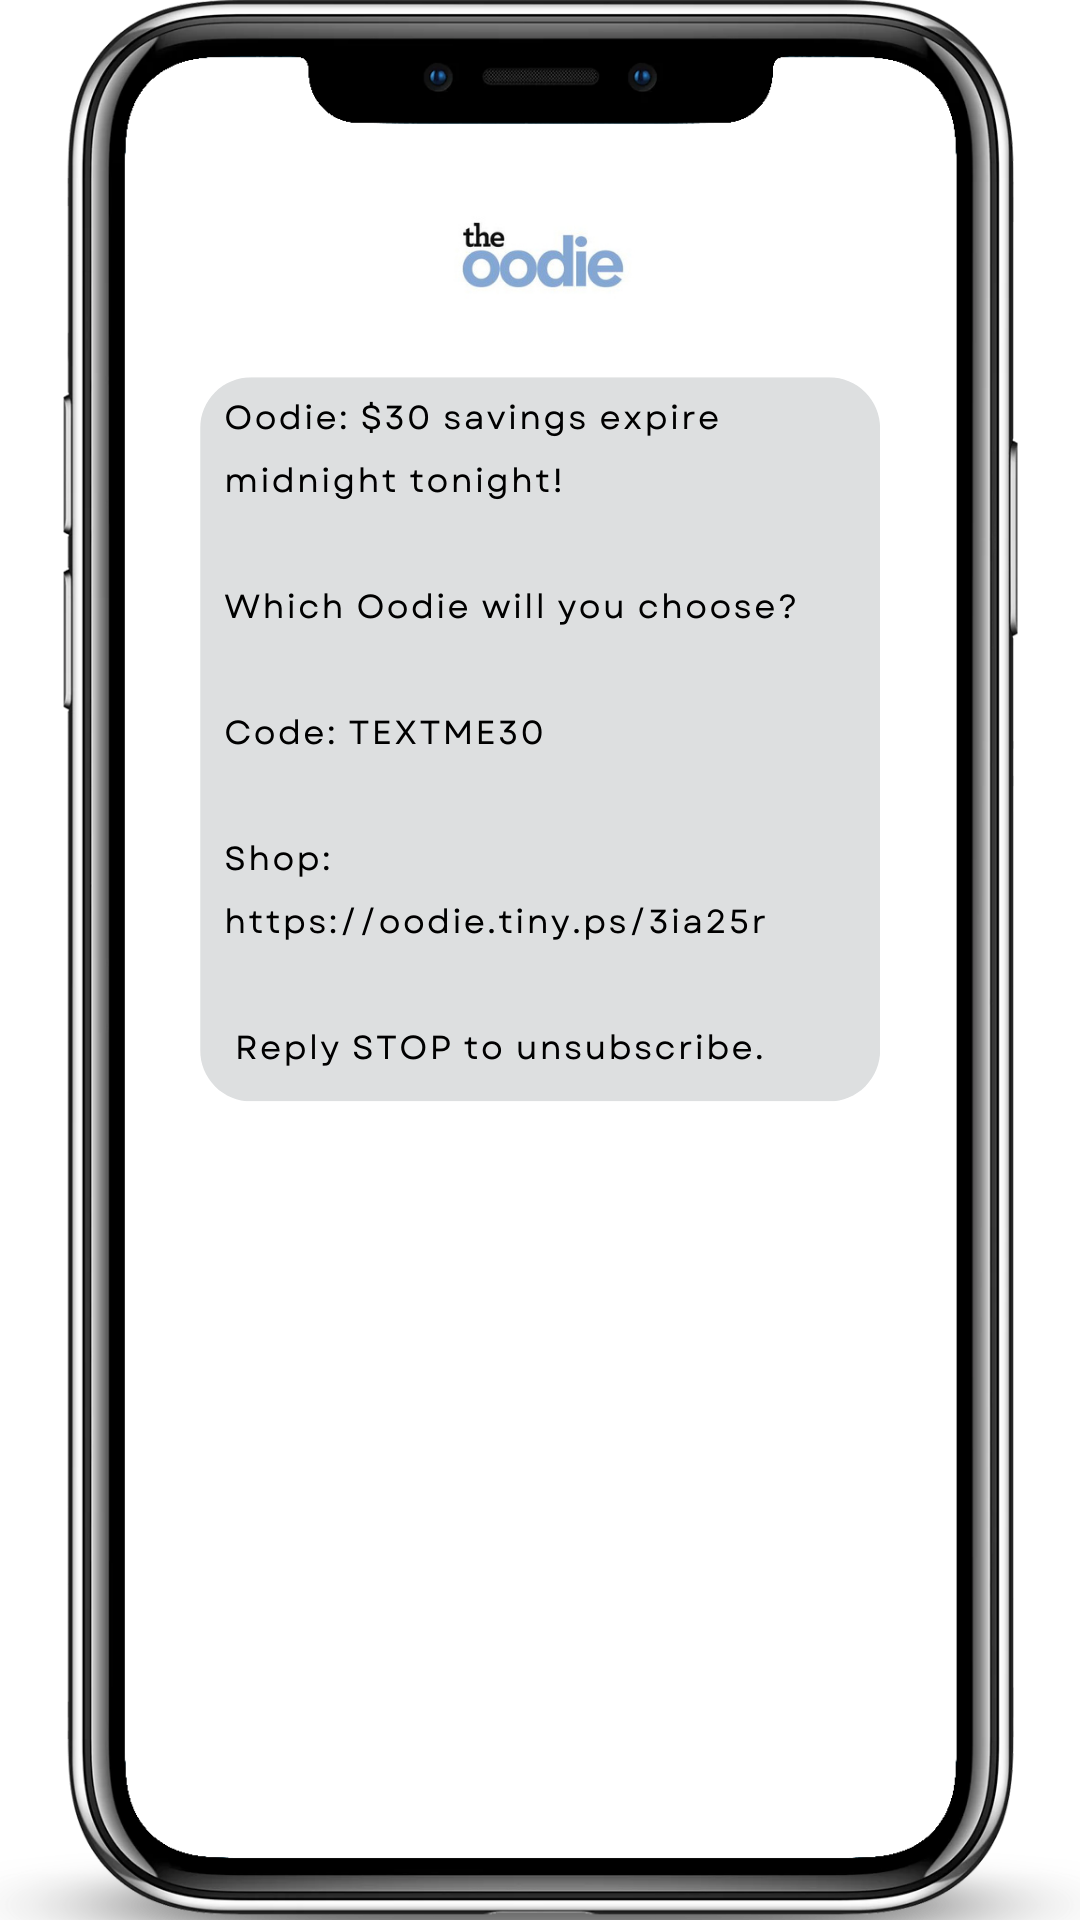 the
oodie
Oodie: $30 savings expire
midnight tonight!
Which Oodie will you choose?
Code: TEXTME30
Shop:
https://oodie.tiny.ps/3ia25r
Reply STOP to unsubscribe.